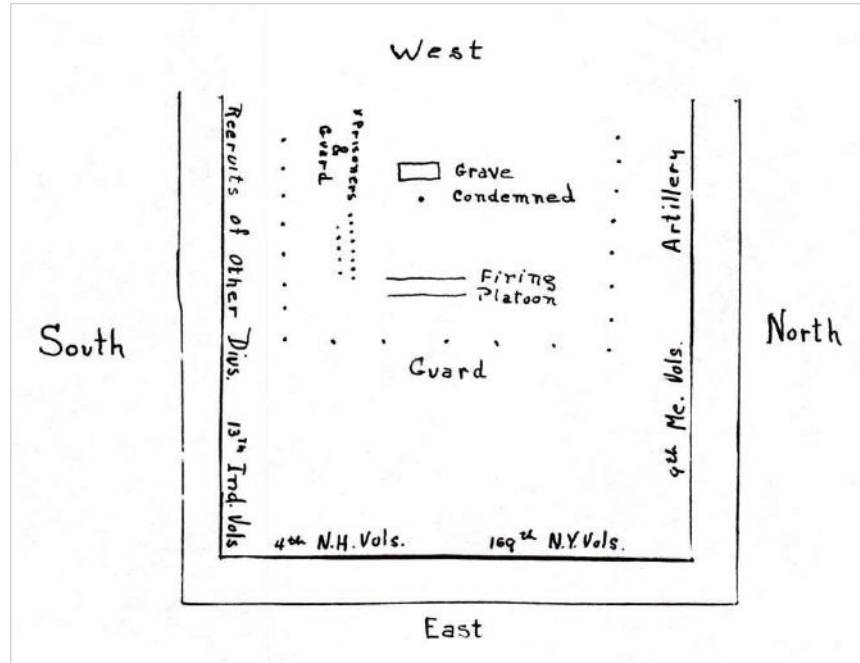 West
Recruits of Other Divs.
13th Ind. Vols
Prisoners
&
Guard
Grave
Condemned
Firing
Platoon
Guard
Artillery
9th Me. Vols.
South
North
4th N.H. Vols.
169th N.Y. Vols.
East